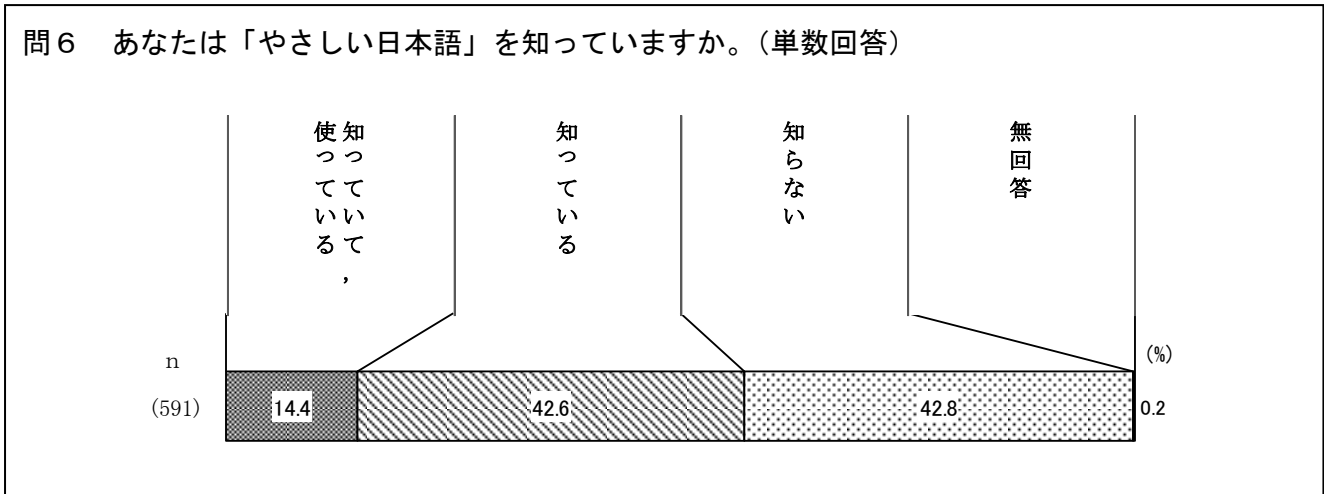 問６　あなたは「やさしい日本語」を知っていますか。（単数回答）
知っていて，
使っている
知っている
知らない
無回答
(%)
n
(591)
14.4
42.6
42.8
0.2